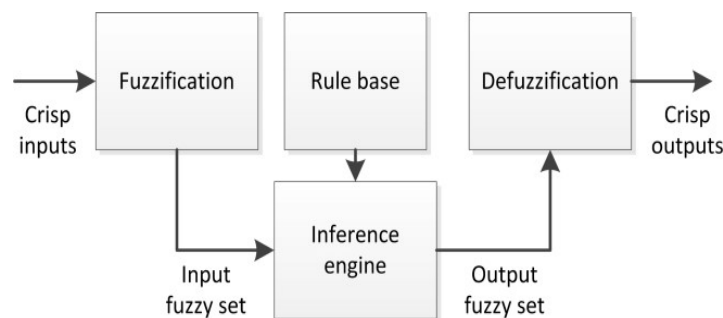 Fuzzification
Rule base
Defuzzification
Crisp
inputs
Crisp
outputs
Inference
engine
Input
fuzzy set
Output
fuzzy set